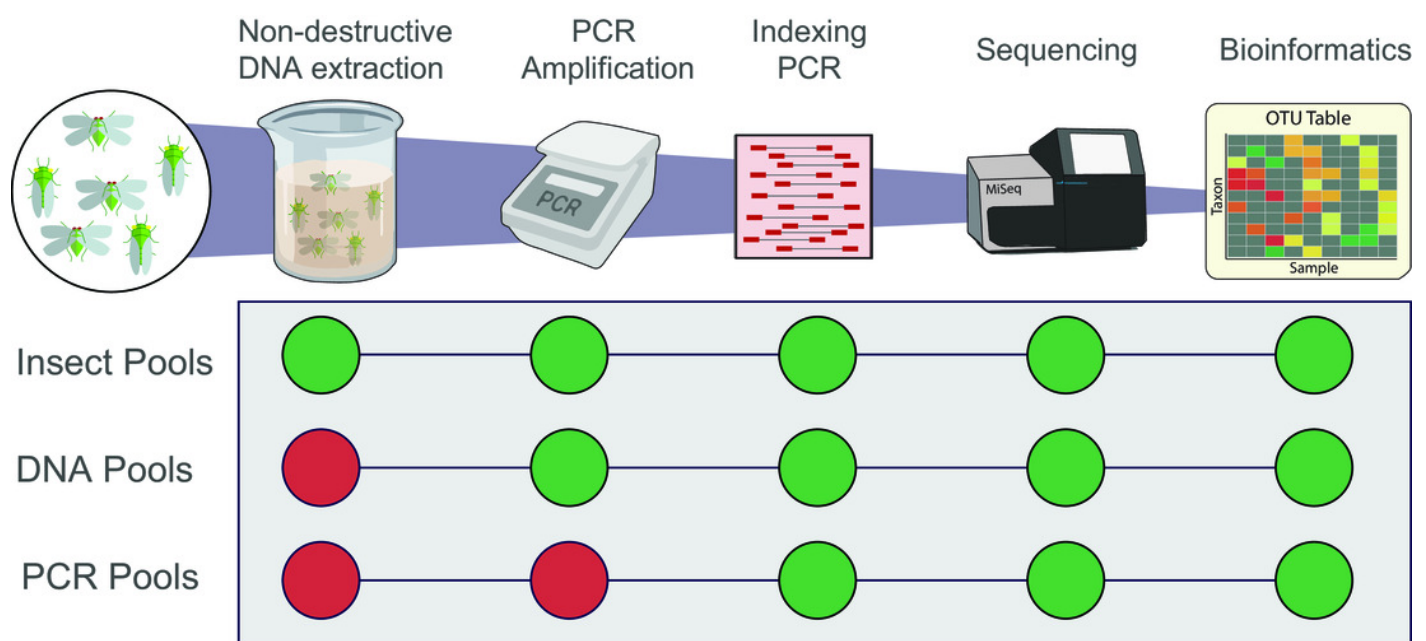 Non-destructive
DNA extraction
PCR
Amplification
Indexing
PCR
Sequencing
Bioinformatics
PCR
MiSeq
OTU Table
Taxon
Sample
Insect Pools
DNA Pools
PCR Pools